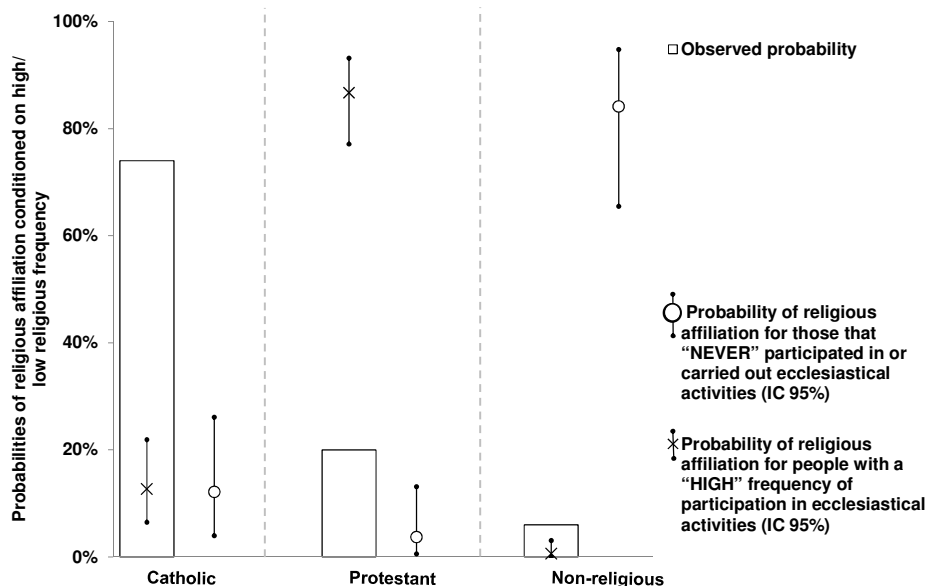 Probabilities of religious affiliation conditioned on high/
low religious frequency
100%
80%
60%
40%
20%
0%
Catholic
Protestant
Non-religious
Observed probability
Probability of religious
affiliation for those that
“NEVER” participated in or
carried out ecclesiastical
activities (IC 95%)
Probability of religious
affiliation for people with a
“HIGH” frequency of
participation in ecclesiastical
activities (IC 95%)